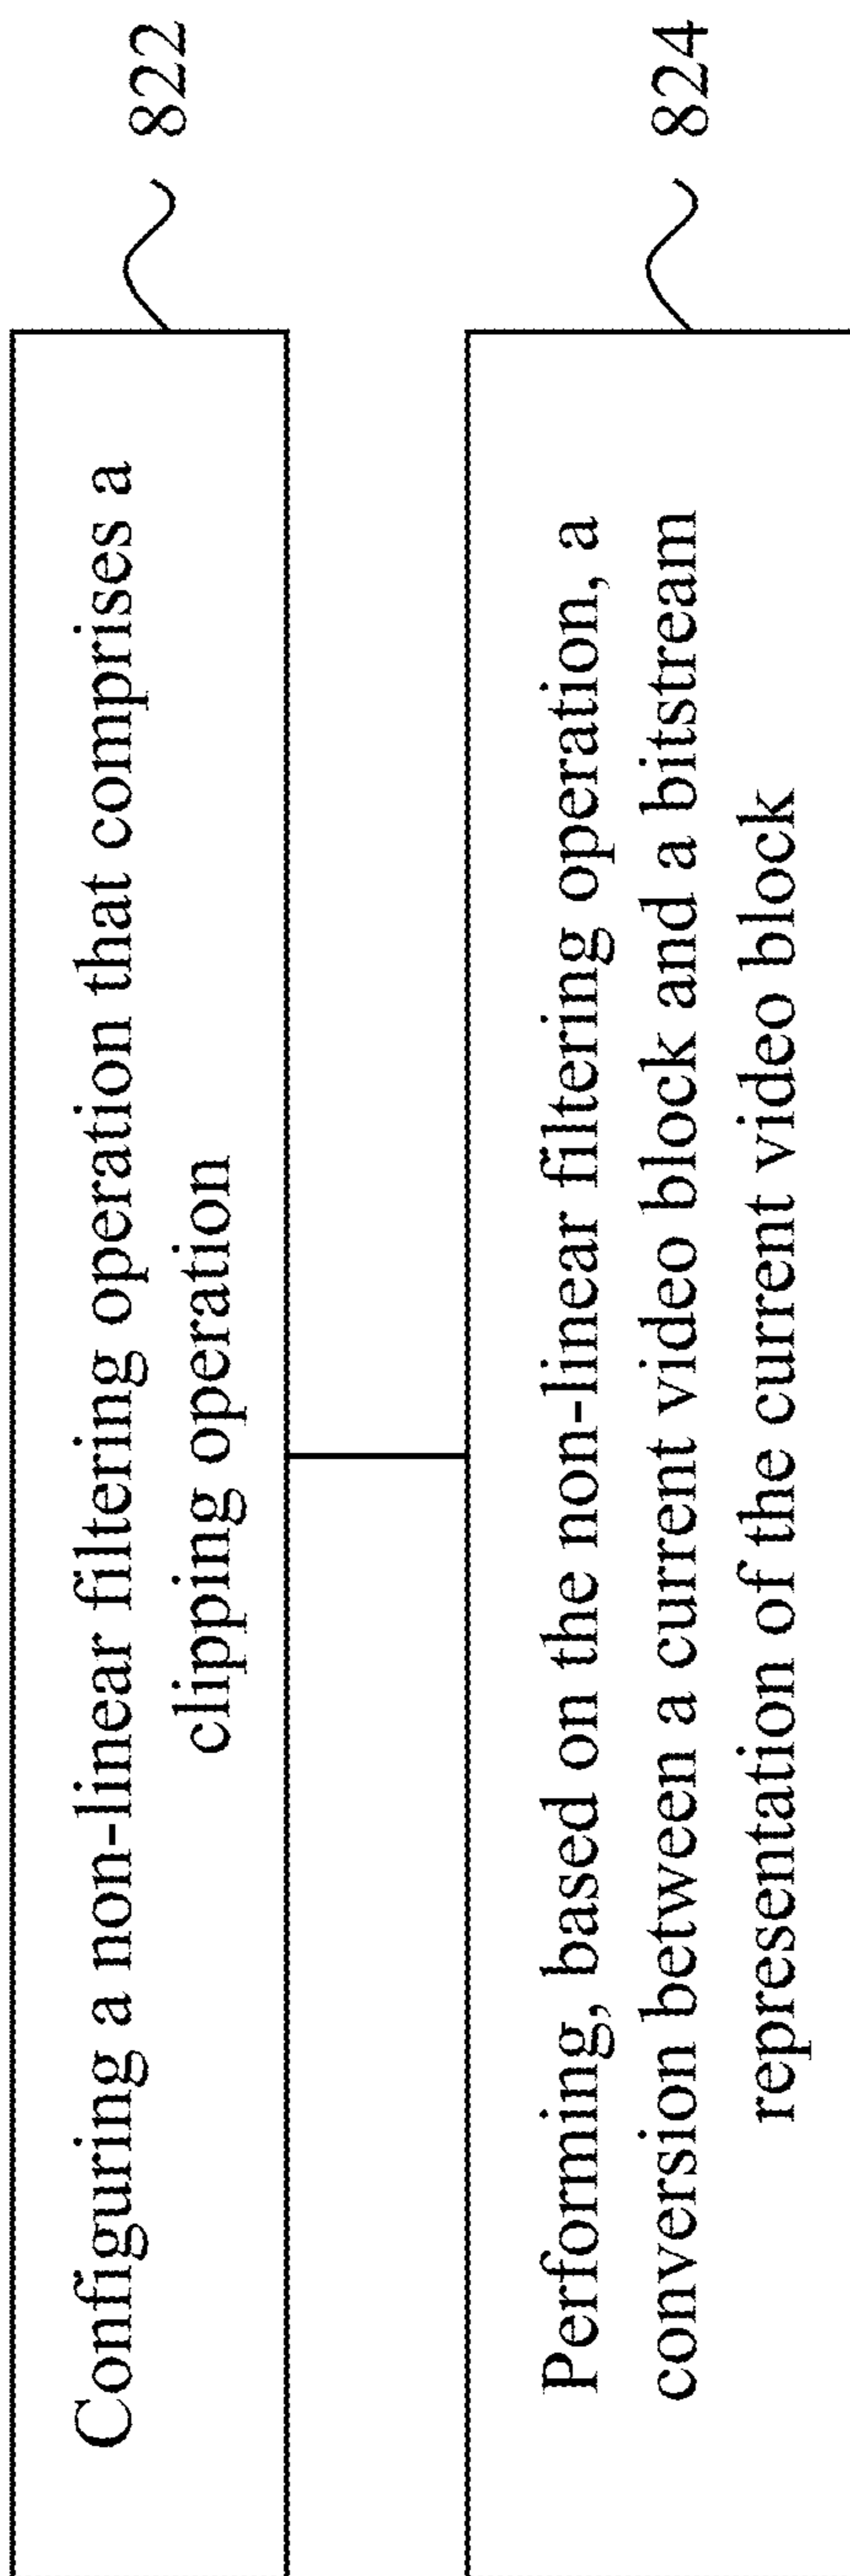 Configuring a non-linear filtering operation that comprises a
clipping operation
822
Performing, based on the non-linear filtering operation, a
conversion between a current video block and a bitstream
representation of the current video block
824